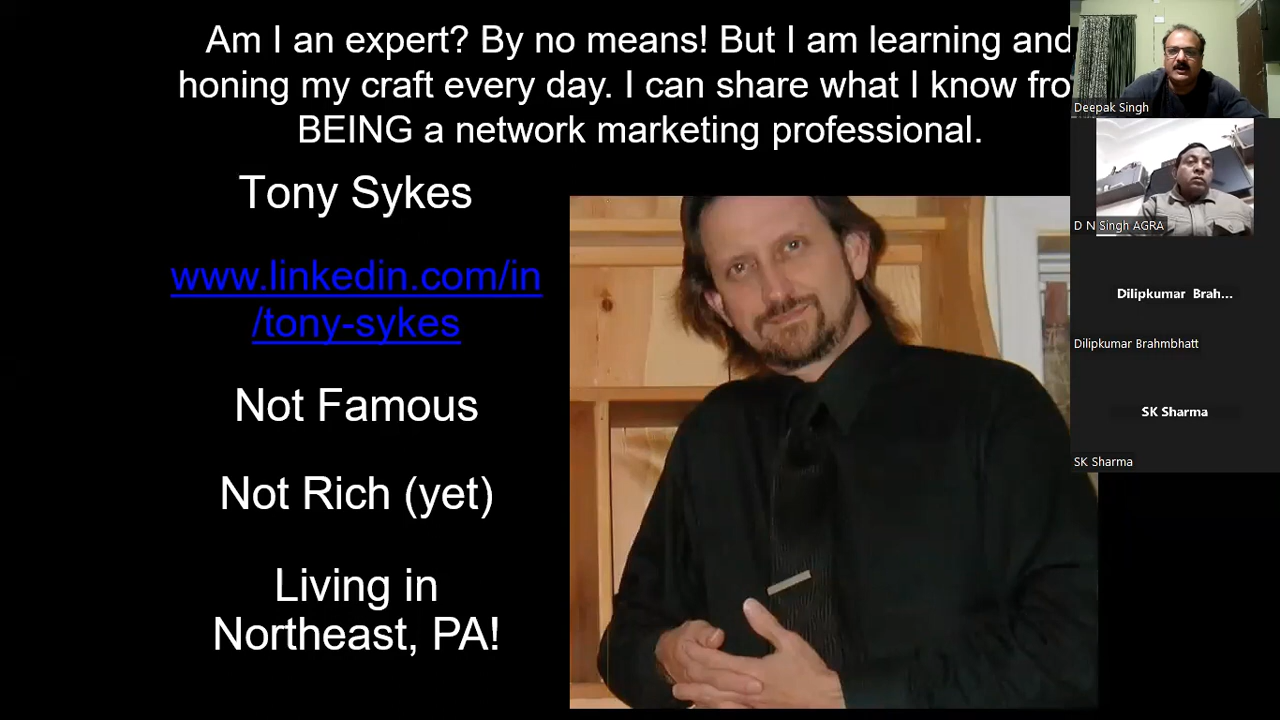 Am I an expert? By no means! But I am learning and
honing my craft every day. I can share what I know fro
BEING a network marketing professional.
Tony Sykes
www.linkedin.com/in
/tony-sykes
Not Famous
Not Rich (yet)
Living in
Northeast, PA!
Deepak Singh
D N Singh AGRA
Dilipkumar Brah...
Dilipkumar Brahmbhatt
SK Sharma
SK Sharma